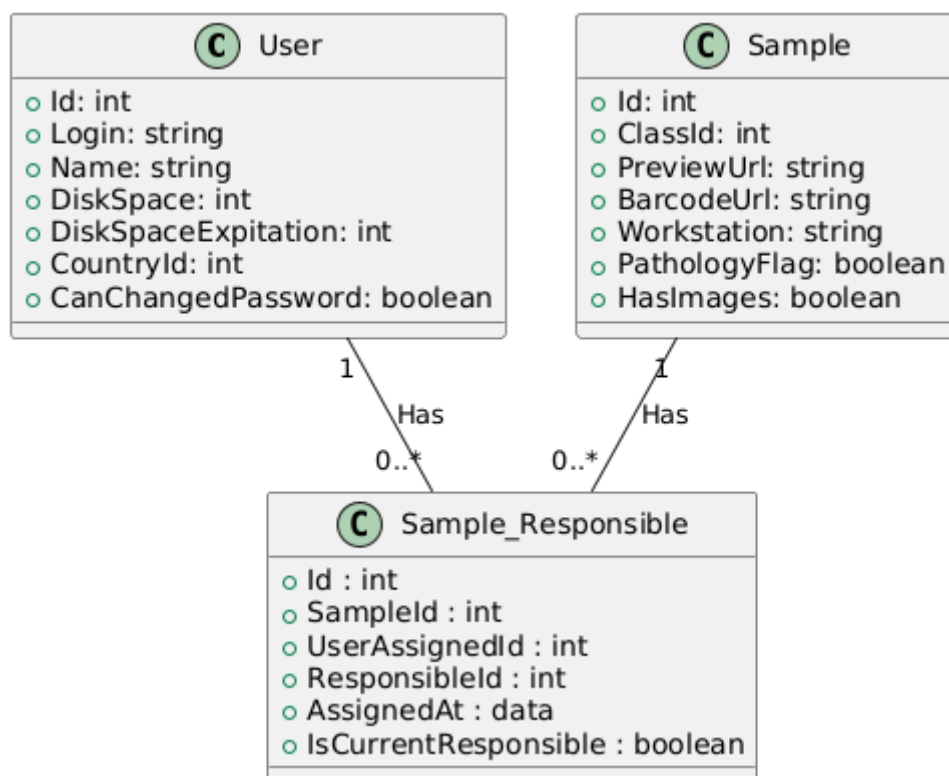 C User
Id: int
Login: string
Name: string
DiskSpace: int
DiskSpaceExpitation: int
CountryId: int
CanChangedPassword: boolean
C Sample
Id: int
ClassId: int
PreviewUrl: string
BarcodeUrl: string
Workstation: string
PathologyFlag: boolean
HasImages: boolean
1
Has
0..*
1
Has
0..*
C Sample_Responsible
Id : int
SampleId : int
UserAssignedId : int
ResponsibleId : int
AssignedAt : data
IsCurrentResponsible : boolean